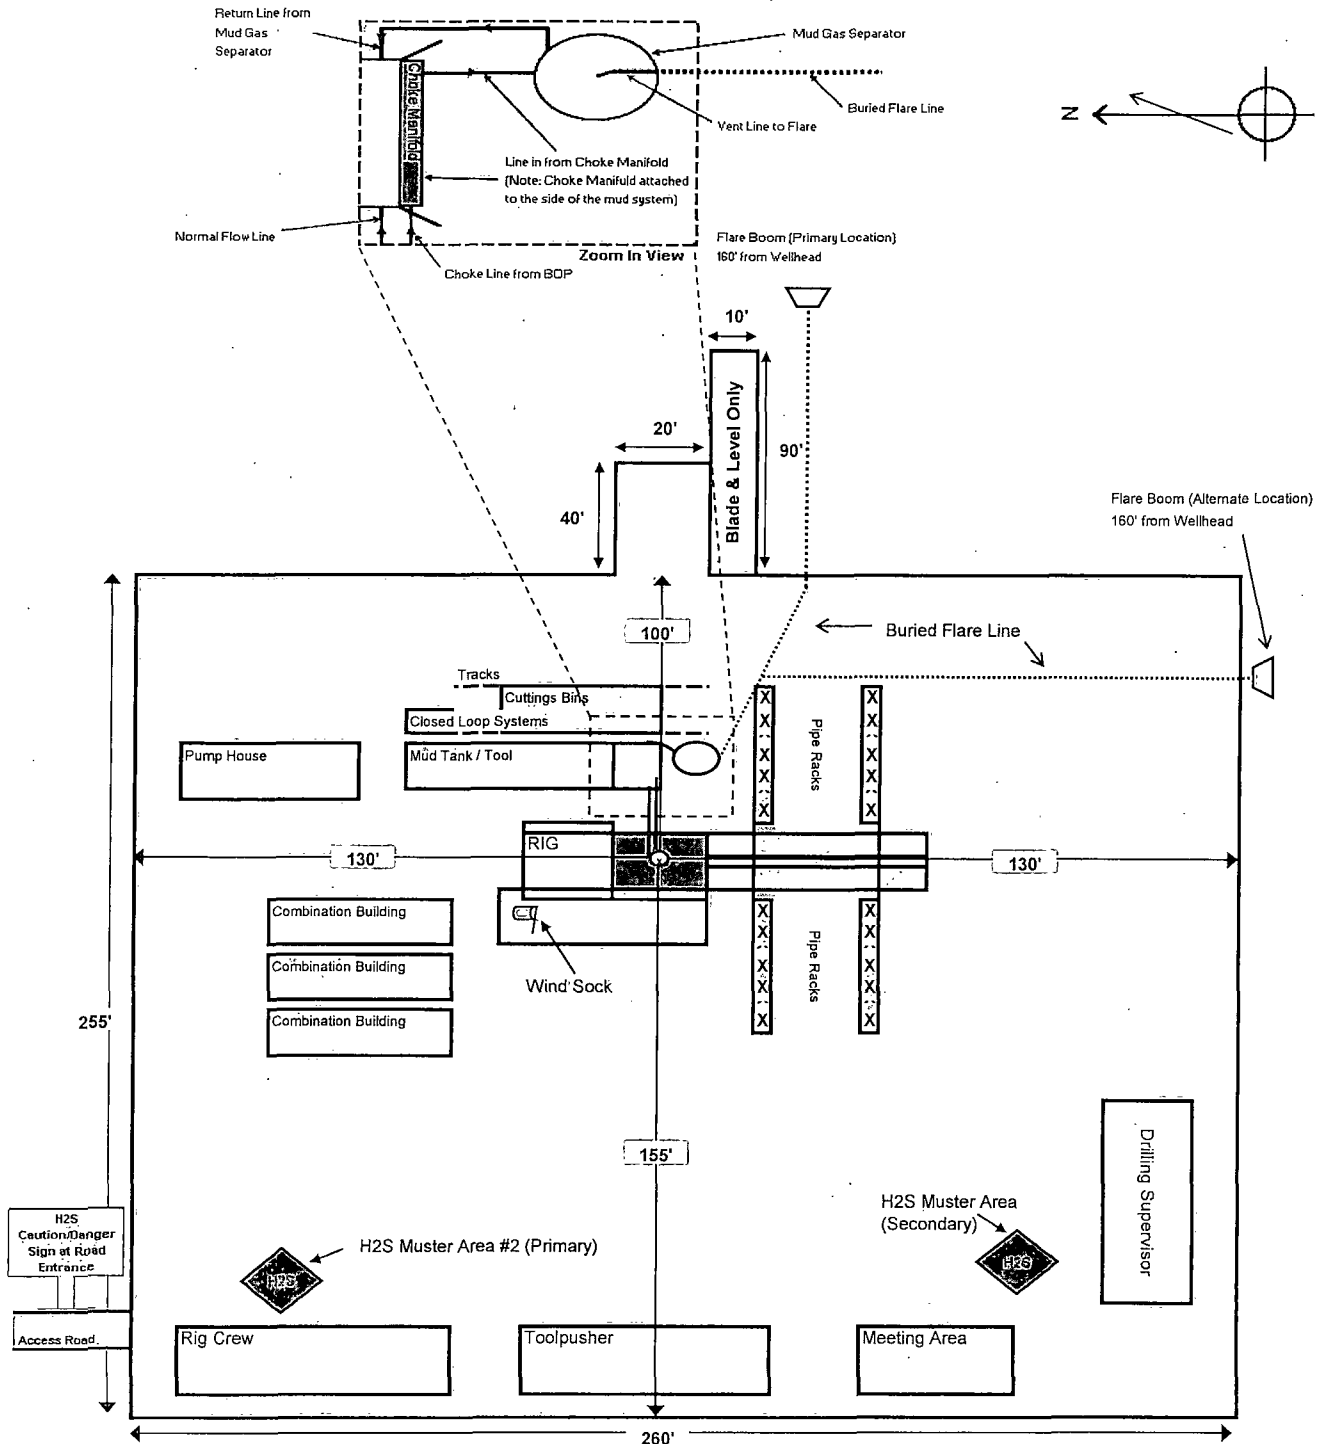 Return Line from
Mud Gas
Separator
Mud Gas Separator
Buried Flare Line
Vent Line to Flare
N
Choke Manifold
Line in from Choke Manifold
(Note: Choke Manifold attached
to the side of the mud system)
Normal Flow Line
Choke Line from BOP
Zoom In View
Flare Boom (Primary Location)
160' from Wellhead
10'
Blade & Level Only
90'
20'
40'
Flare Boom (Alternate Location)
160' from Wellhead
100'
Buried Flare Line
Tracks
Cuttings Bins
Closed Loop Systems
Pump House
Mud Tank / Tool
X
X
X
X
X
Pipe Racks
X
X
X
X
X
RIG
130'
130'
Combination Building
Combination Building
Combination Building
Wind Sock
X
X
X
X
X
Pipe Racks
X
X
X
X
X
255'
155'
Drilling Supervisor
H2S
Caution/Danger
Sign at Road
Entrance
H2S Muster Area #2 (Primary)
H2S
H2S Muster Area
(Secondary)
H2S
Access Road
Rig Crew
Toolpusher
Meeting Area
260'